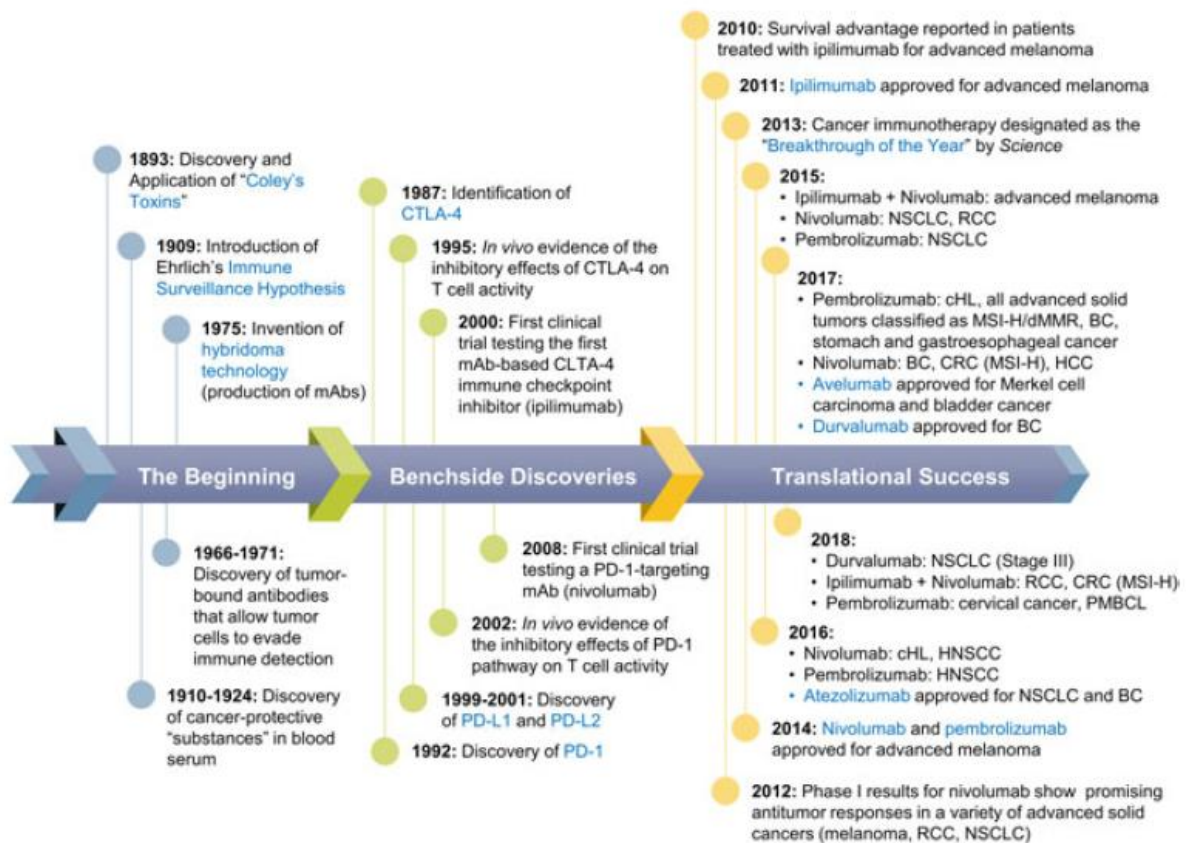 1893: Discovery and
Application of “Coley’s
Toxins”
1909: Introduction of
Ehrlich’s Immune
Surveillance Hypothesis
1975: Invention of
hybridoma
technology
(production of mAbs)
1987: Identification of
CTLA-4
1995: In vivo evidence of the
inhibitory effects of CTLA-4 on
T cell activity
2000: First clinical
trial testing the first
mAb-based CLTA-4
immune checkpoint
inhibitor (ipilimumab)
2010: Survival advantage reported in patients
treated with ipilimumab for advanced melanoma
2011: Ipilimumab approved for advanced melanoma
2013: Cancer immunotherapy designated as the
“Breakthrough of the Year” by Science
2015:
• Ipilimumab + Nivolumab: advanced melanoma
• Nivolumab: NSCLC, RCC
• Pembrolizumab: NSCLC
2017:
• Pembrolizumab: cHL, all advanced solid
tumors classified as MSI-H/dMMR, BC,
stomach and gastroesophageal cancer
• Nivolumab: BC, CRC (MSI-H), HCC
• Avelumab approved for Merkel cell
carcinoma and bladder cancer
• Durvalumab approved for BC
The Beginning
Benchside Discoveries
Translational Success
1966-1971:
Discovery of tumor-
bound antibodies
that allow tumor
cells to evade
immune detection
1910-1924: Discovery
of cancer-protective
“substances” in blood
serum
2008: First clinical trial
testing a PD-1-targeting
mAb (nivolumab)
2002: In vivo evidence of
the inhibitory effects of PD-1
pathway on T cell activity
1999-2001: Discovery
of PD-L1 and PD-L2
1992: Discovery of PD-1
2018:
• Durvalumab: NSCLC (Stage III)
• Ipilimumab + Nivolumab: RCC, CRC (MSI-H)
• Pembrolizumab: cervical cancer, PMBCL
2016:
• Nivolumab: cHL, HNSCC
• Pembrolizumab: HNSCC
• Atezolizumab approved for NSCLC and BC
2014: Nivolumab and pembrolizumab
approved for advanced melanoma
2012: Phase I results for nivolumab show promising
antitumor responses in a variety of advanced solid
cancers (melanoma, RCC, NSCLC)